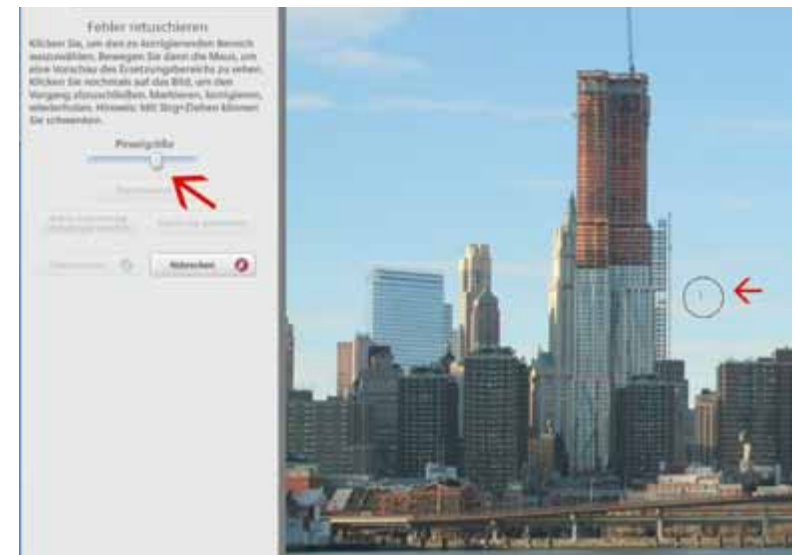 Fehler retuschieren
Klicken Sie, um den zu korrigierenden Bereich
auszuwählen. Bewegen Sie dann die Maus, um
eine Vorschau des Ersetzungsbereichs zu sehen.
Klicken Sie nochmals auf das Bild, um den
Vorgang abzuschließen. Markieren, korrigieren,
wiederholen. Hinweis: Mit Strg+Ziehen können
Sie schwenken.
Pinselgröße
Abbrechen